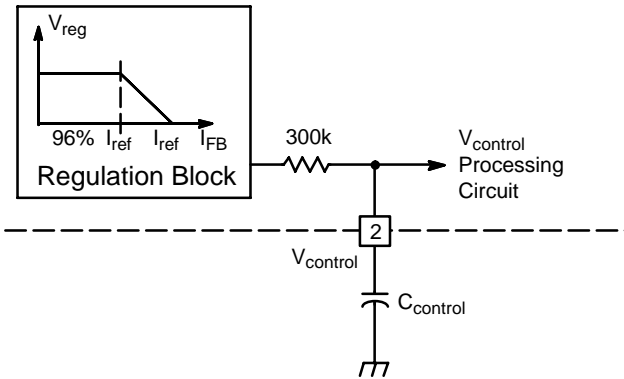 Vreg
96% Iref Iref IFB
Regulation Block
300k
Vcontrol
Processing
Circuit
2
Vcontrol
Ccontrol